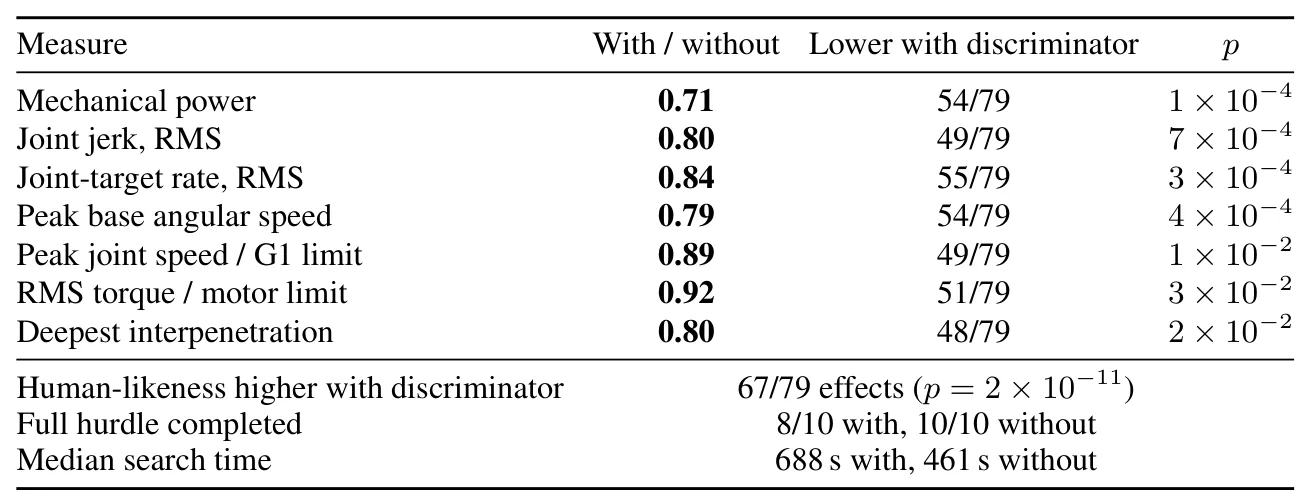 Measure With / without Lower with discriminator p
Mechanical power 0.71 54/79 1 × 10⁻⁴
Joint jerk, RMS 0.80 49/79 7 × 10⁻⁴
Joint-target rate, RMS 0.84 55/79 3 × 10⁻⁴
Peak base angular speed 0.79 54/79 4 × 10⁻⁴
Peak joint speed / G1 limit 0.89 49/79 1 × 10⁻²
RMS torque / motor limit 0.92 51/79 3 × 10⁻²
Deepest interpenetration 0.80 48/79 2 × 10⁻²
Human-likeness higher with discriminator 67/79 effects (p = 2 × 10⁻¹¹)
Full hurdle completed 8/10 with, 10/10 without
Median search time 688 s with, 461 s without